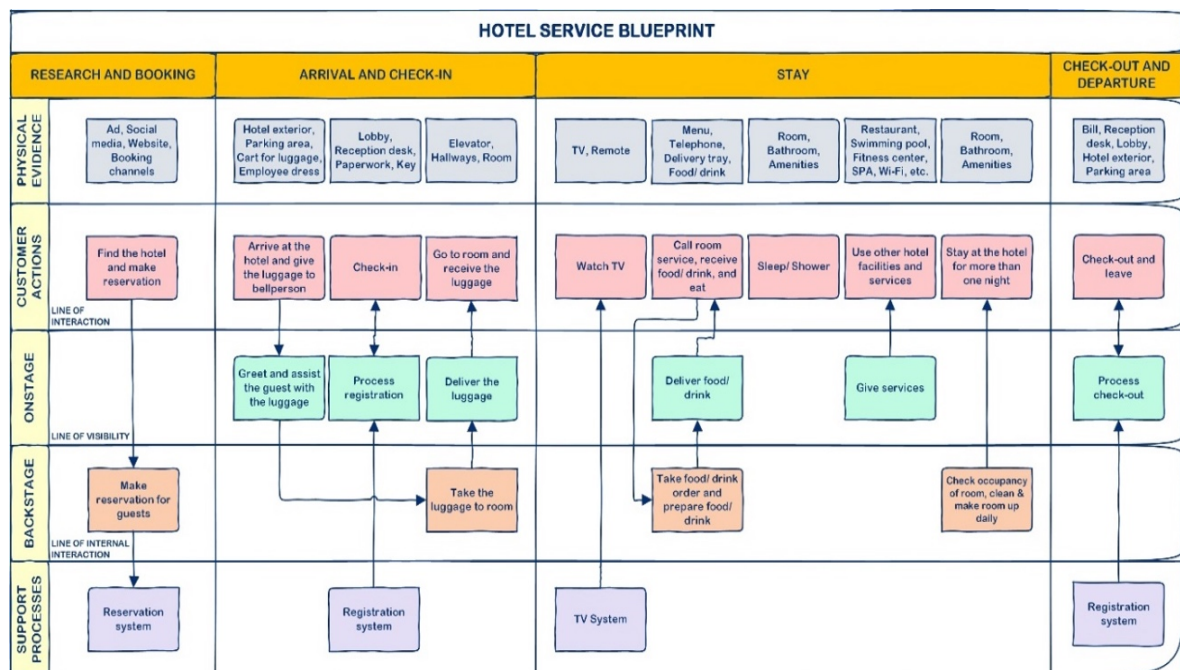 HOTEL SERVICE BLUEPRINT
RESEARCH AND BOOKING
ARRIVAL AND CHECK-IN
STAY
CHECK-OUT AND
DEPARTURE
PHYSICAL
EVIDENCE
Ad, Social
media, Website,
Booking
channels
Hotel exterior,
Parking area,
Cart for luggage,
Employee dress
Lobby,
Reception desk,
Paperwork, Key
Elevator,
Hallways, Room
TV, Remote
Menu,
Telephone,
Delivery tray,
Food/ drink
Room,
Bathroom,
Amenities
Restaurant,
Swimming pool,
Fitness center,
SPA, Wi-Fi, etc.
Room,
Bathroom,
Amenities
Bill, Reception
desk, Lobby,
Hotel exterior,
Parking area
CUSTOMER
ACTIONS
Find the hotel
and make
reservation
Arrive at the
hotel and give
the luggage to
bellperson
Check-in
Go to room and
receive the
luggage
Watch TV
Call room
service, receive
food/ drink, and
eat
Sleep/ Shower
Use other hotel
facilities and
services
Stay at the hotel
for more than
one night
Check-out and
leave
LINE OF
INTERACTION
ONSTAGE
Greet and assist
the guest with
the luggage
Process
registration
Deliver the
luggage
Deliver food/
drink
Give services
Process
check-out
LINE OF VISIBILITY
BACKSTAGE
Make
reservation for
guests
Take the
luggage to room
Take food/ drink
order and
prepare food/
drink
Check occupancy
of room, clean &
make room up
daily
LINE OF INTERNAL
INTERACTION
SUPPORT
PROCESSES
Reservation
system
Registration
system
TV System
Registration
system